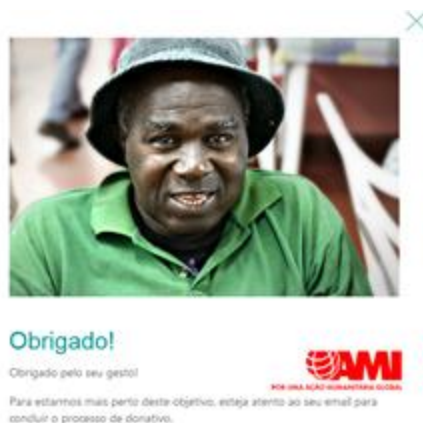 Obrigado!
Obrigado pelo seu gesto!
AMI
POR UMA AÇÃO HUMANITÁRIA GLOBAL
Para estarmos mais perto deste objetivo, esteja atento ao seu email para
concluir o processo de donativo.